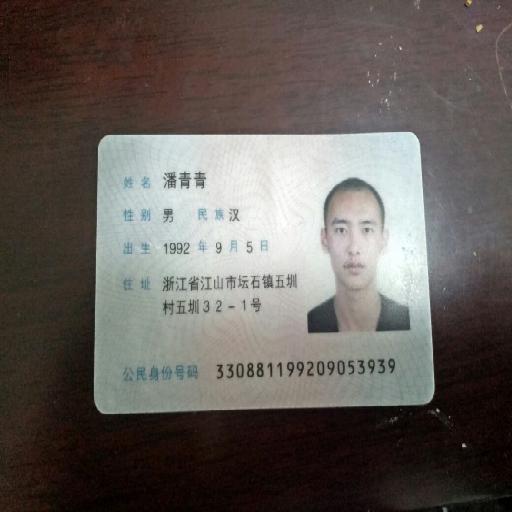 姓名 潘青青
性别 男 民族 汉
出生 1992 年 9 月 5 日
住址 浙江省江山市坛石镇五圳
村五圳32-1号
公民身份号码 330881199209053939